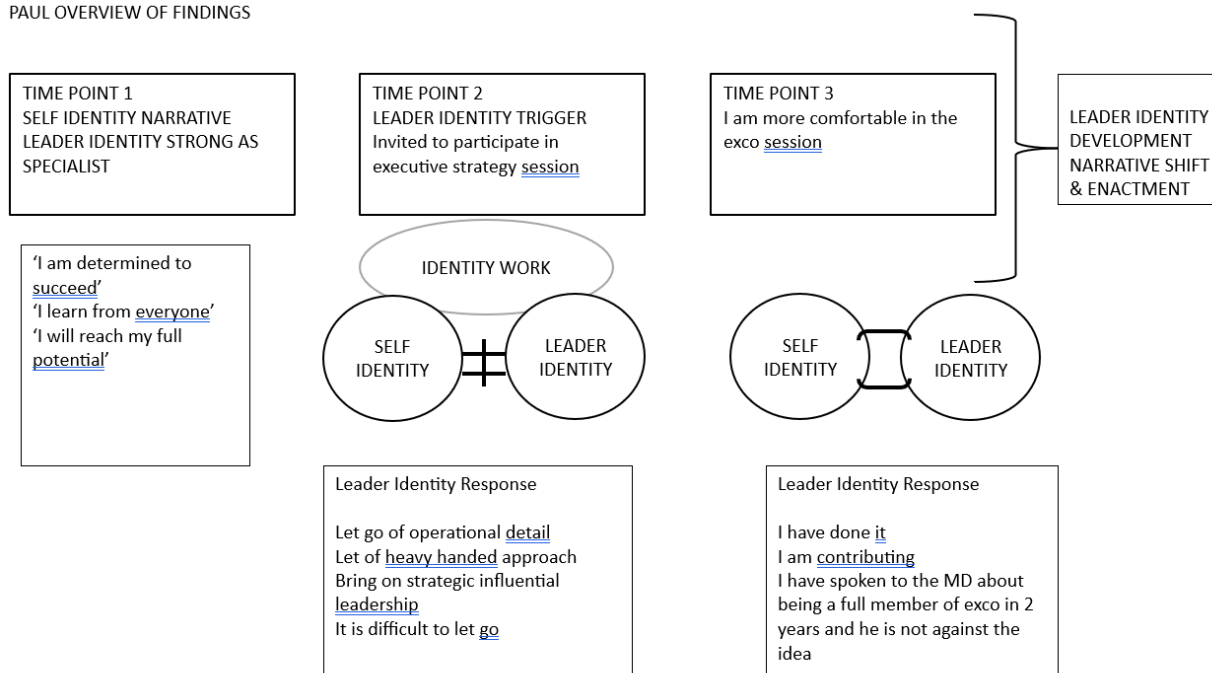 PAUL OVERVIEW OF FINDINGS
TIME POINT 1
SELF IDENTITY NARRATIVE
LEADER IDENTITY STRONG AS
SPECIALIST
TIME POINT 2
LEADER IDENTITY TRIGGER
Invited to participate in
executive strategy session
TIME POINT 3
I am more comfortable in the
exco session
LEADER IDENTITY
DEVELOPMENT
NARRATIVE SHIFT
& ENACTMENT
‘I am determined to
succeed’
‘I learn from everyone’
‘I will reach my full
potential’
IDENTITY WORK
SELF
IDENTITY
LEADER
IDENTITY
SELF
IDENTITY
LEADER
IDENTITY
Leader Identity Response
Let go of operational detail
Let of heavy handed approach
Bring on strategic influential
leadership
It is difficult to let go
Leader Identity Response
I have done it
I am contributing
I have spoken to the MD about
being a full member of exco in 2
years and he is not against the
idea